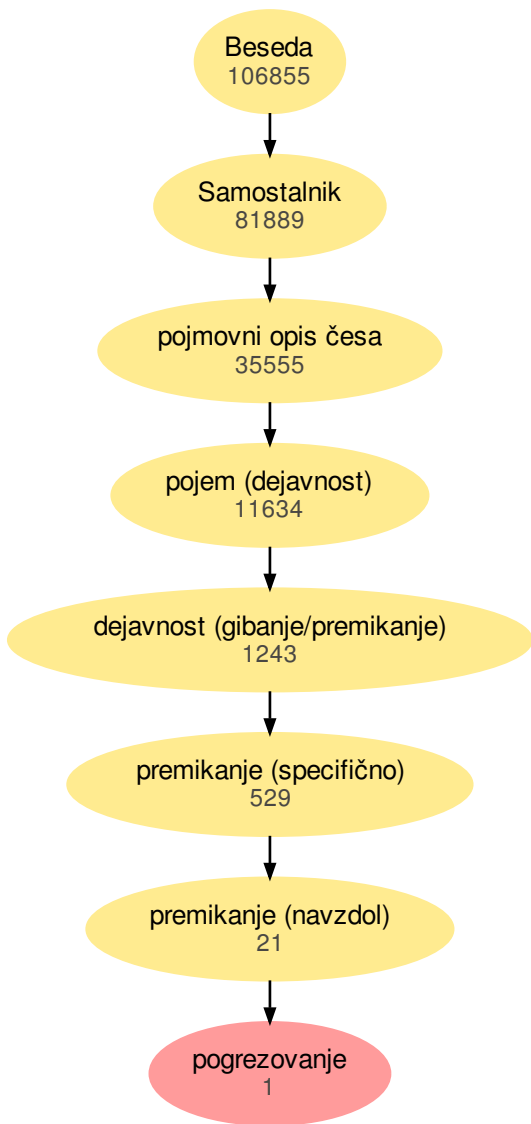 Beseda
106855
Samostalnik
81889
pojmovni opis česa
35555
pojem (dejavnost)
11634
dejavnost (gibanje/premikanje)
1243
premikanje (specifično)
529
premikanje (navzdol)
21
pogrezovanje
1